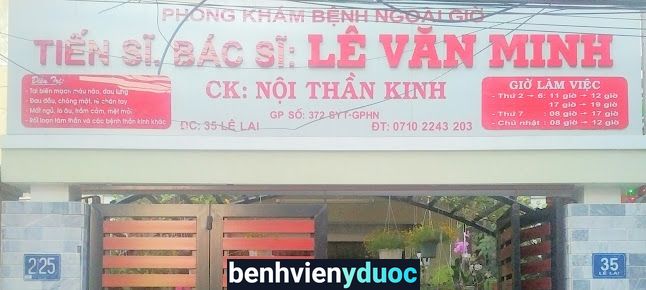 PHÒNG KHÁM BỆNH NGOÀI GIỜ
TIẾN SĨ. BÁC SĨ: LÊ VĂN MINH
CK: NỘI THẦN KINH
GP SỐ: 372 SYT-GPHN
ĐC: 35 LÊ LAI ĐT: 0710 2243 203
Điều Trị:
- Tai biến mạch máu não, đau lưng
- Đau đầu, chóng mặt, tê chân tay
- Mất ngủ, lo âu, trầm cảm, mệt mỏi
- Rối loạn tâm thần và các bệnh thần kinh khác
GIỜ LÀM VIỆC
- Thứ 2 → 6: 11 giờ → 12 giờ
17 giờ → 19 giờ
- Thứ 7 : 08 giờ → 17 giờ
- Chủ nhật : 08 giờ → 12 giờ
2/25
35
LÊ LAI
benhvienyduoc